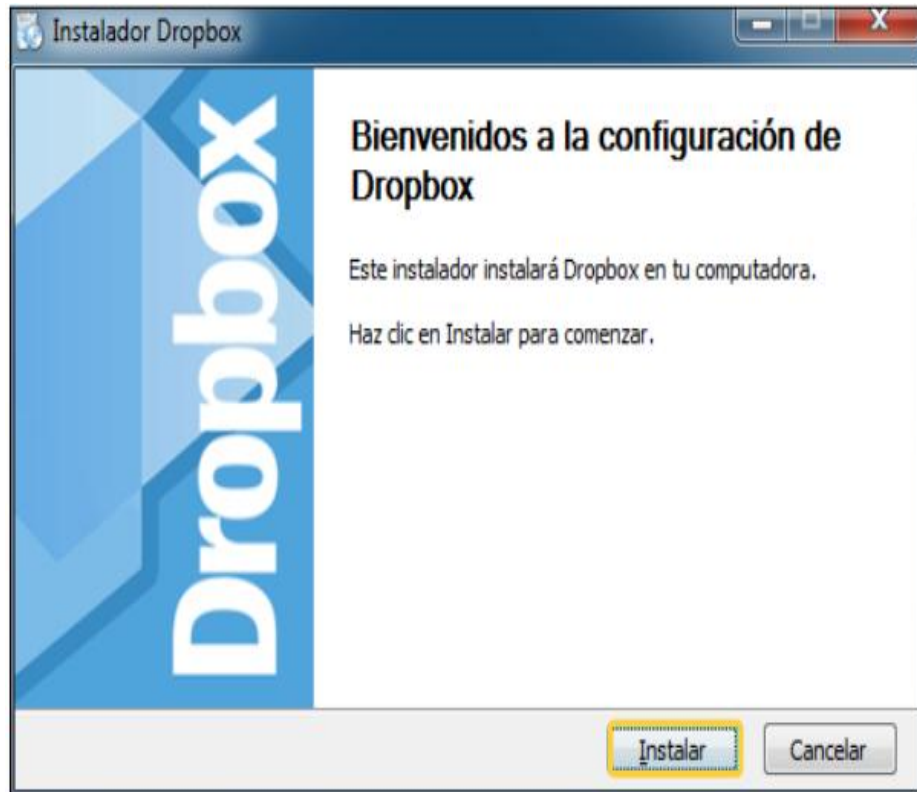 Instalador Dropbox
Dropbox
Bienvenidos a la configuración de
Dropbox
Este instalador instalará Dropbox en tu computadora.
Haz clic en Instalar para comenzar.
Instalar
Cancelar